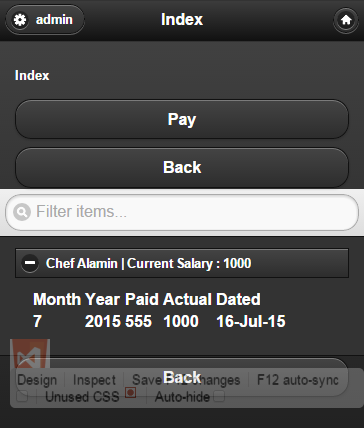 admin Index
Index
Pay
Back
Filter items...
Chef Alamin | Current Salary : 1000
Month Year Paid Actual Dated
7 2015 555 1000 16-Jul-15
Back
Design | Inspect | Save F12 changes | F12 auto-sync
Unused CSS | Auto-hide